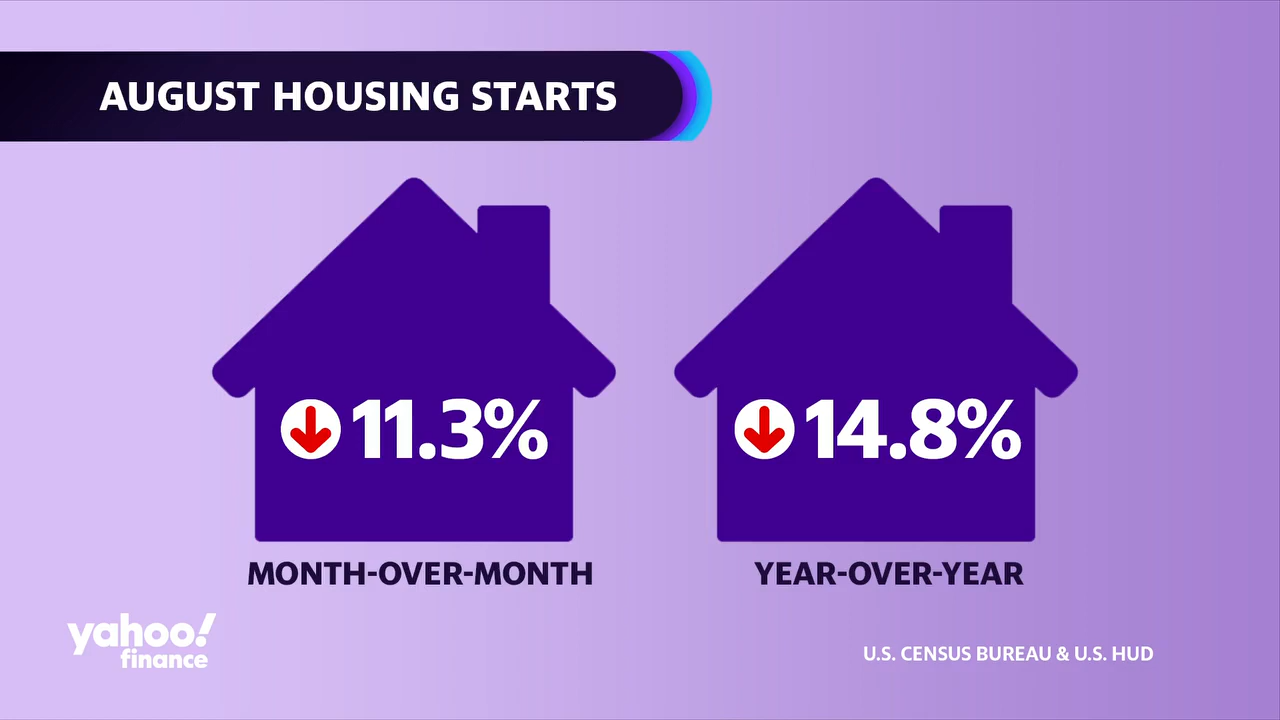 AUGUST HOUSING STARTS
11.3%
14.8%
MONTH-OVER-MONTH
YEAR-OVER-YEAR
yahoo!
finance
U.S. CENSUS BUREAU & U.S. HUD